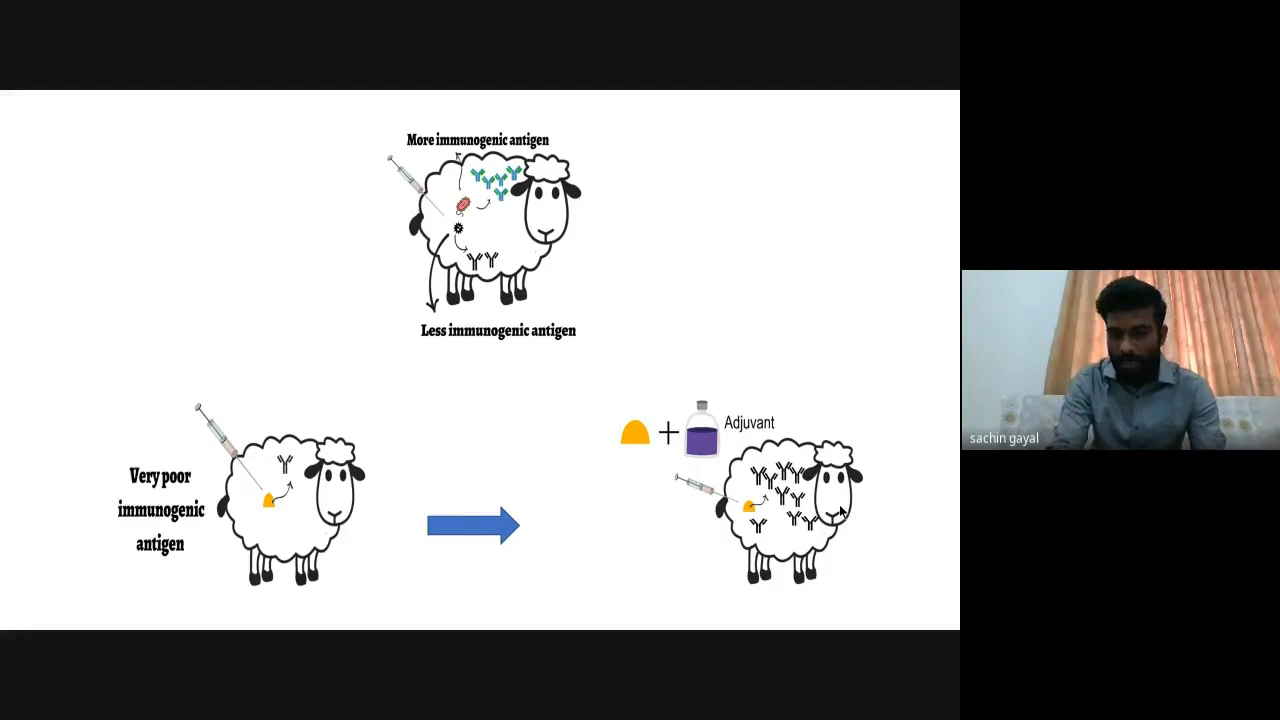 More immunogenic antigen
Less immunogenic antigen
Very poor
immunogenic
antigen
Adjuvant
sachin gayal